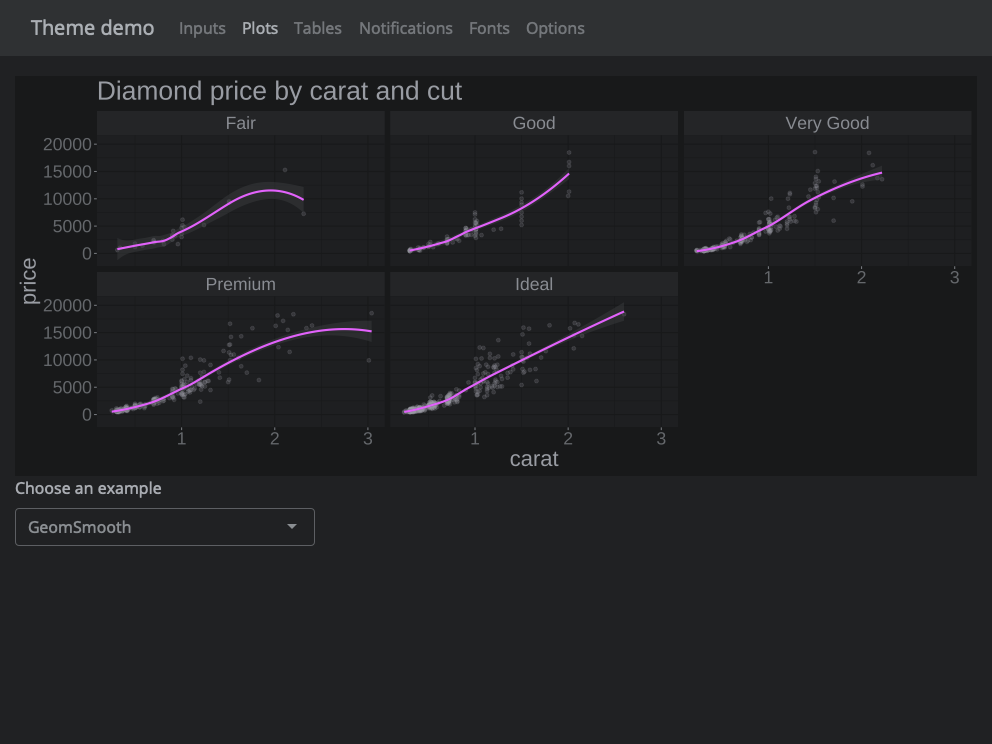 Theme demo Inputs Plots Tables Notifications Fonts Options
Diamond price by carat and cut
Fair Good Very Good
20000
15000
10000
5000
0
1 2 3
price
Premium Ideal
20000
15000
10000
5000
0
1 2 3 1 2 3
carat
Choose an example
GeomSmooth